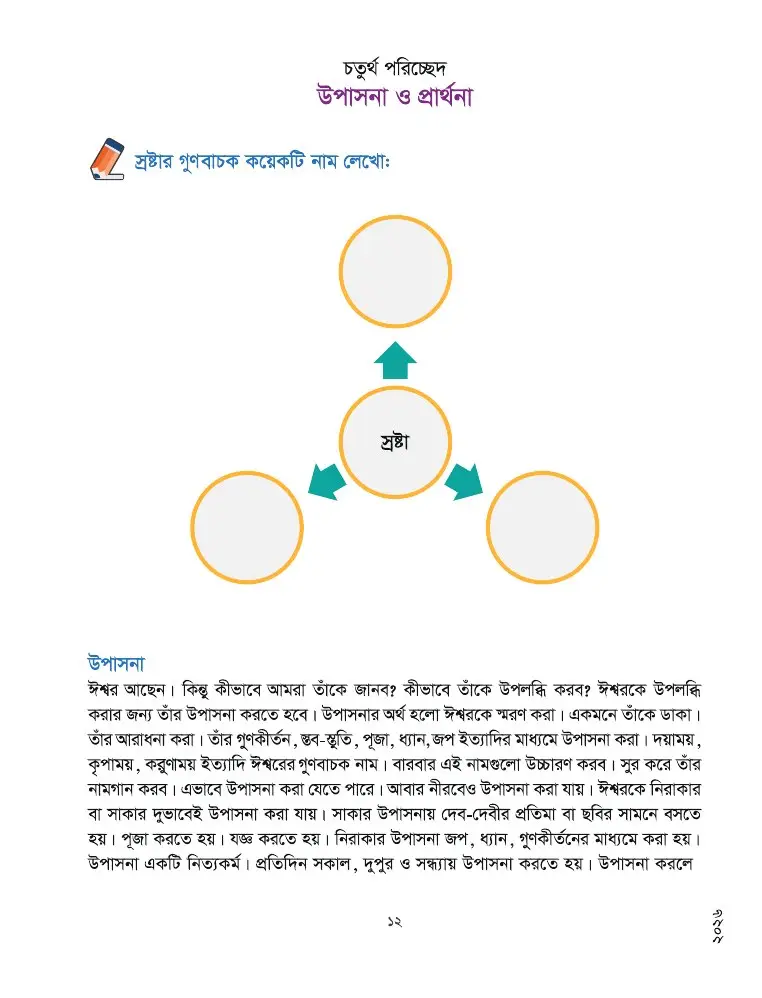 চতুর্থ পরিচ্ছেদ
উপাসনা ও প্রার্থনা
স্রষ্টার গুণবাচক কয়েকটি নাম লেখো:
স্রষ্টা
উপাসনা
ঈশ্বর আছেন। কিন্তু কীভাবে আমরা তাঁকে জানব? কীভাবে তাঁকে উপলব্ধি করব? ঈশ্বরকে উপলব্ধি
করার জন্য তাঁর উপাসনা করতে হবে। উপাসনার অর্থ হলো ঈশ্বরকে স্মরণ করা। একমনে তাঁকে ডাকা।
তাঁর আরাধনা করা। তাঁর গুণকীর্তন, স্তব-স্তুতি, পূজা, ধ্যান,জপ ইত্যাদির মাধ্যমে উপাসনা করা। দয়াময়,
কৃপাময়, করুণাময় ইত্যাদি ঈশ্বরের গুণবাচক নাম। বারবার এই নামগুলো উচ্চারণ করব। সুর করে তাঁর
নামগান করব। এভাবে উপাসনা করা যেতে পারে। আবার নীরবেও উপাসনা করা যায়। ঈশ্বরকে নিরাকার
বা সাকার দুভাবেই উপাসনা করা যায়। সাকার উপাসনায় দেব-দেবীর প্রতিমা বা ছবির সামনে বসতে
হয়। পূজা করতে হয়। যজ্ঞ করতে হয়। নিরাকার উপাসনা জপ, ধ্যান, গুণকীর্তনের মাধ্যমে করা হয়।
উপাসনা একটি নিত্যকর্ম। প্রতিদিন সকাল, দুপুর ও সন্ধ্যায় উপাসনা করতে হয়। উপাসনা করলে
১২
২০২৬